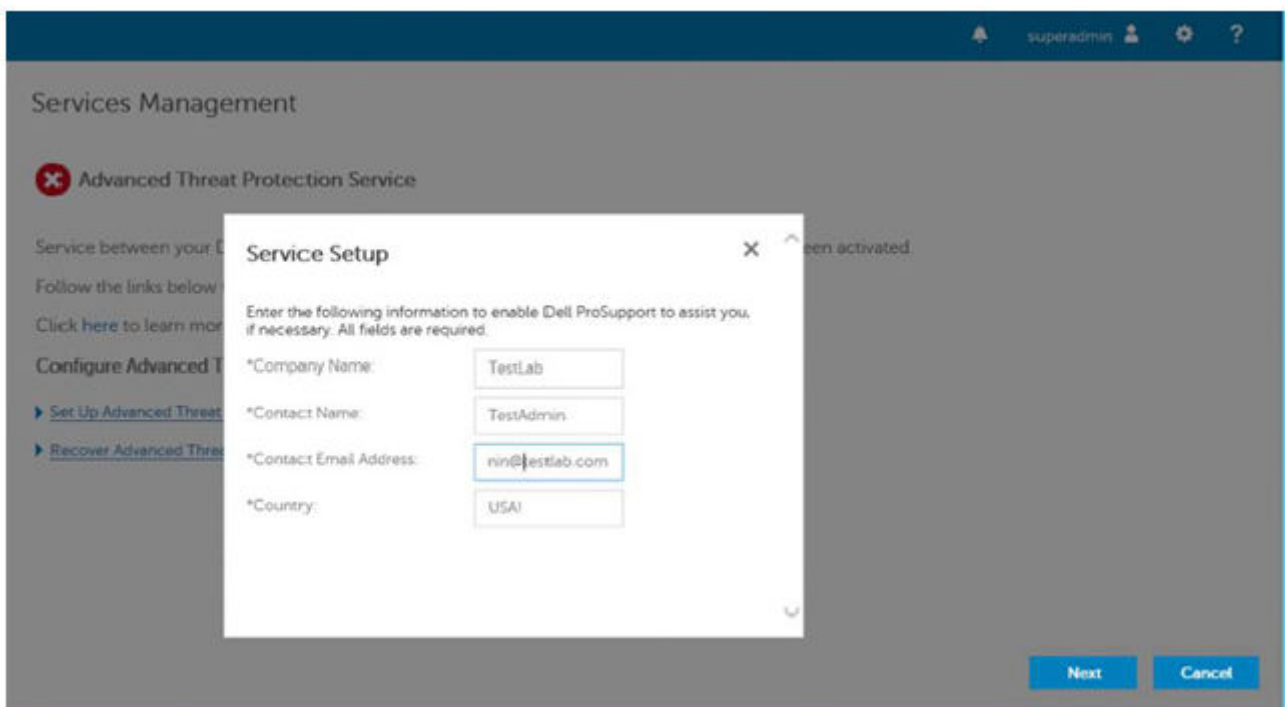 superadmin
?
Services Management
Advanced Threat Protection Service
Service between your D
een activated.
Follow the links below
Click here to learn mor
Configure Advanced T
Set Up Advanced Threat
Recover Advanced Threa
Service Setup
Enter the following information to enable Dell ProSupport to assist you,
if necessary. All fields are required.
*Company Name:
TestLab
*Contact Name:
TestAdmin
*Contact Email Address:
nin@testlab.com
*Country:
USA!
Next
Cancel